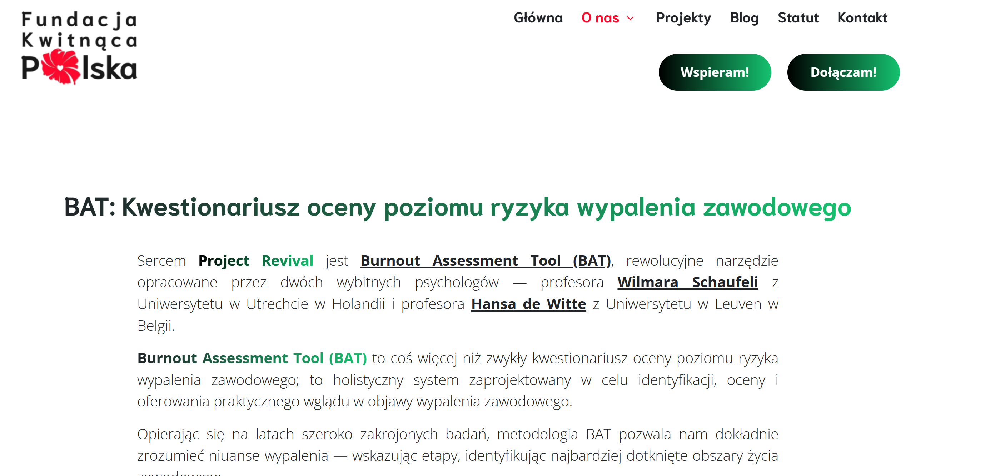 Fundacja
Kwitnąca
Polska
Główna O nas Projekty Blog Statut Kontakt
Wspieram! Dołączam!
BAT: Kwestionariusz oceny poziomu ryzyka wypalenia zawodowego
Sercem Project Revival jest Burnout Assessment Tool (BAT), rewolucyjne narzędzie
opracowane przez dwóch wybitnych psychologów — profesora Wilmara Schaufeli z
Uniwersytetu w Utrechcie w Holandii i profesora Hansa de Witte z Uniwersytetu w Leuven w
Belgii.
Burnout Assessment Tool (BAT) to coś więcej niż zwykły kwestionariusz oceny poziomu ryzyka
wypalenia zawodowego; to holistyczny system zaprojektowany w celu identyfikacji, oceny i
oferowania praktycznego wglądu w objawy wypalenia zawodowego.
Opierając się na latach szeroko zakrojonych badań, metodologia BAT pozwala nam dokładnie
zrozumieć niuanse wypalenia — wskazując etapy, identyfikując najbardziej dotknięte obszary życia